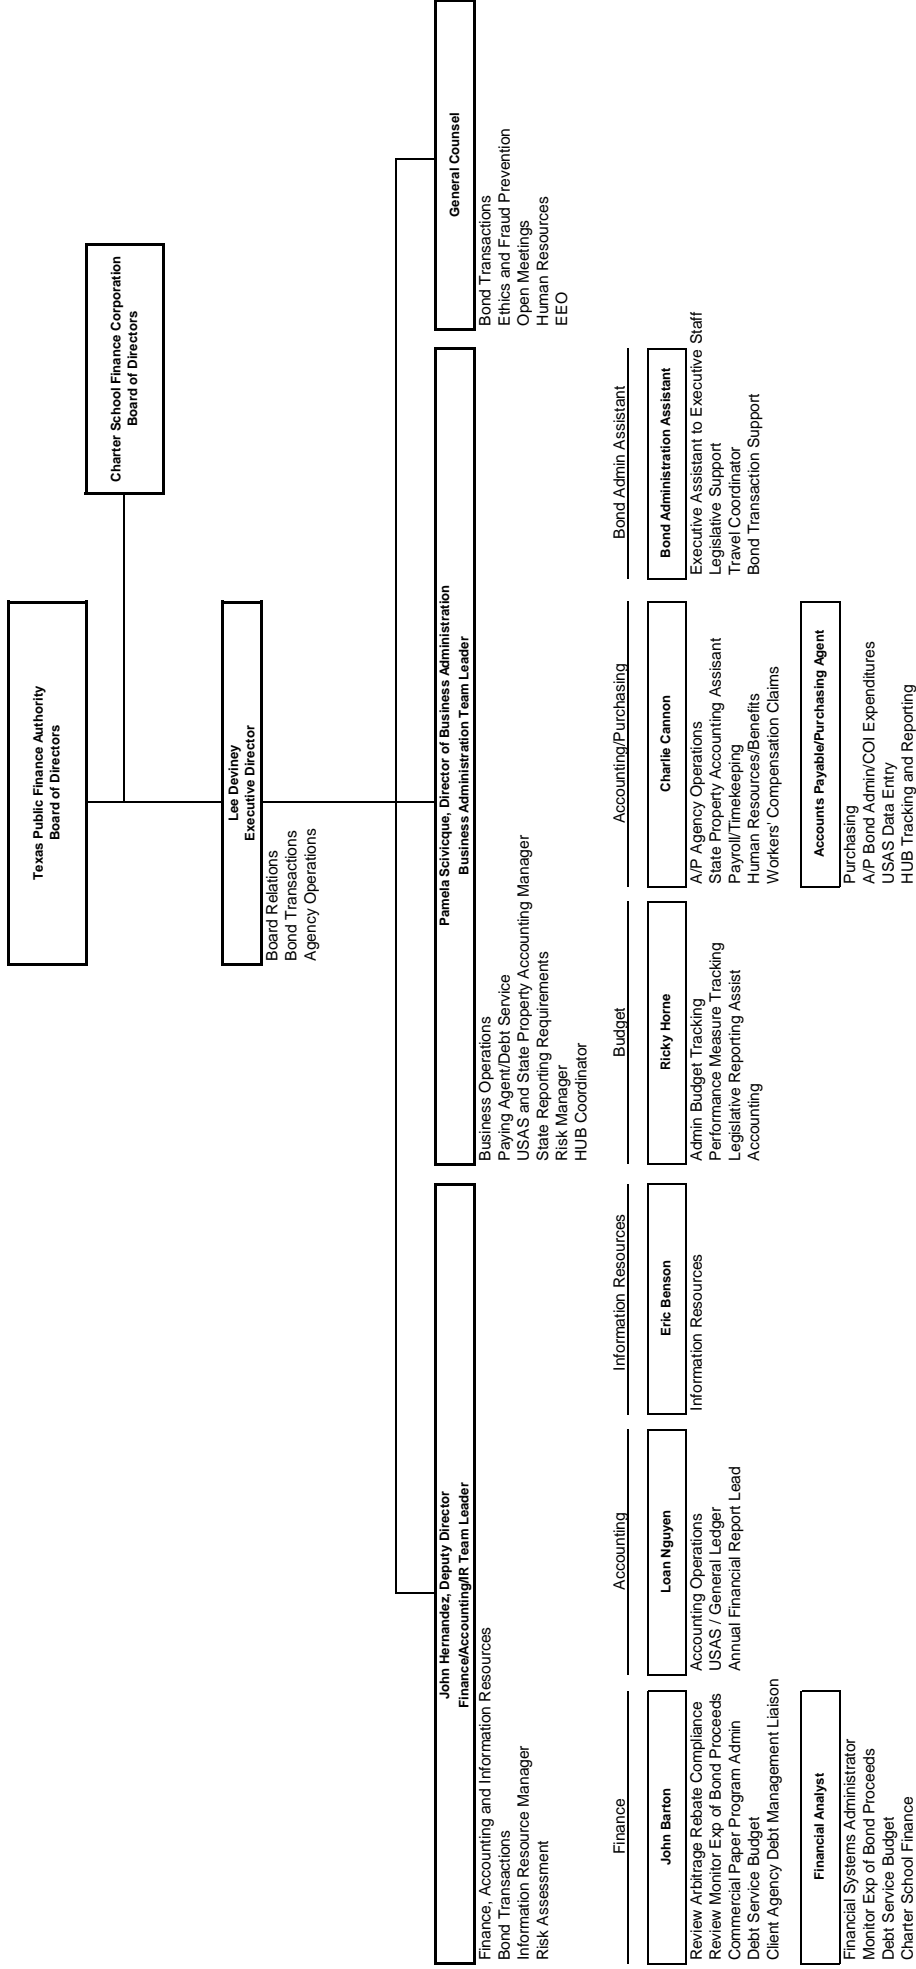 Texas Public Finance Authority
Board of Directors
Charter School Finance Corporation
Board of Directors
Lee Deviney
Executive Director
Board Relations
Bond Transactions
Agency Operations
John Hernandez, Deputy Director
Finance/Accounting/IR Team Leader
Finance, Accounting and Information Resources
Bond Transactions
Information Resource Manager
Risk Assessment
Pamela Scivicque, Director of Business Administration
Business Administration Team Leader
Business Operations
Paying Agent/Debt Service
USAS and State Property Accounting Manager
State Reporting Requirements
Risk Manager
HUB Coordinator
General Counsel
Bond Transactions
Ethics and Fraud Prevention
Open Meetings
Human Resources
EEO
Finance
John Barton
Review Arbitrage Rebate Compliance
Review Monitor Exp of Bond Proceeds
Commercial Paper Program Admin
Debt Service Budget
Client Agency Debt Management Liaison
Financial Analyst
Financial Systems Administrator
Monitor Exp of Bond Proceeds
Debt Service Budget
Charter School Finance
Accounting
Loan Nguyen
Accounting Operations
USAS / General Ledger
Annual Financial Report Lead
Information Resources
Eric Benson
Information Resources
Budget
Ricky Horne
Admin Budget Tracking
Performance Measure Tracking
Legislative Reporting Assist
Accounting
Accounting/Purchasing
Charlie Cannon
A/P Agency Operations
State Property Accounting Assisant
Payroll/Timekeeping
Human Resources/Benefits
Workers' Compensation Claims
Accounts Payable/Purchasing Agent
Purchasing
A/P Bond Admin/COI Expenditures
USAS Data Entry
HUB Tracking and Reporting
Bond Admin Assistant
Bond Administration Assistant
Executive Assistant to Executive Staff
Legislative Support
Travel Coordinator
Bond Transaction Support